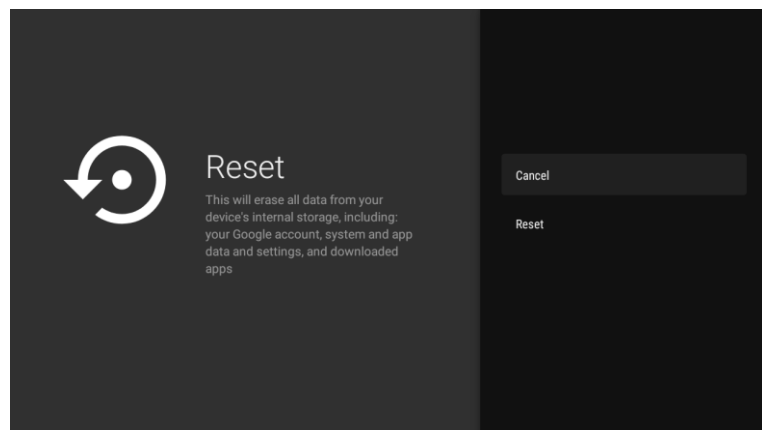 Reset
This will erase all data from your
device's internal storage, including:
your Google account, system and app
data and settings, and downloaded
apps
Cancel
Reset